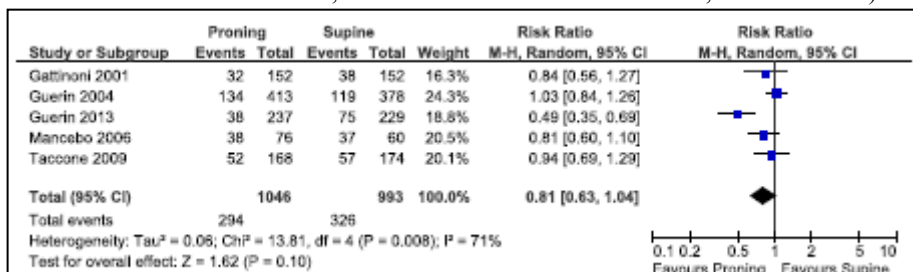 Proning Supine Risk Ratio Risk Ratio
Study or Subgroup Events Total Events Total Weight M-H, Random, 95% CI M-H, Random, 95% CI
Gattinoni 2001 32 152 38 152 16.3% 0.84 [0.56, 1.27]
Guerin 2004 134 413 119 378 24.3% 1.03 [0.84, 1.26]
Guerin 2013 38 237 75 229 18.8% 0.49 [0.35, 0.69]
Mancebo 2006 38 76 37 60 20.5% 0.81 [0.60, 1.10]
Taccone 2009 52 168 57 174 20.1% 0.94 [0.69, 1.29]
Total (95% CI) 1046 993 100.0% 0.81 [0.63, 1.04]
Total events 294 326
Heterogeneity: Tau² = 0.06; Chi² = 13.81, df = 4 (P = 0.008); I² = 71%
Test for overall effect: Z = 1.62 (P = 0.10)
0.1 0.2 0.5 1 2 5 10
Favours Proning Favours Supine